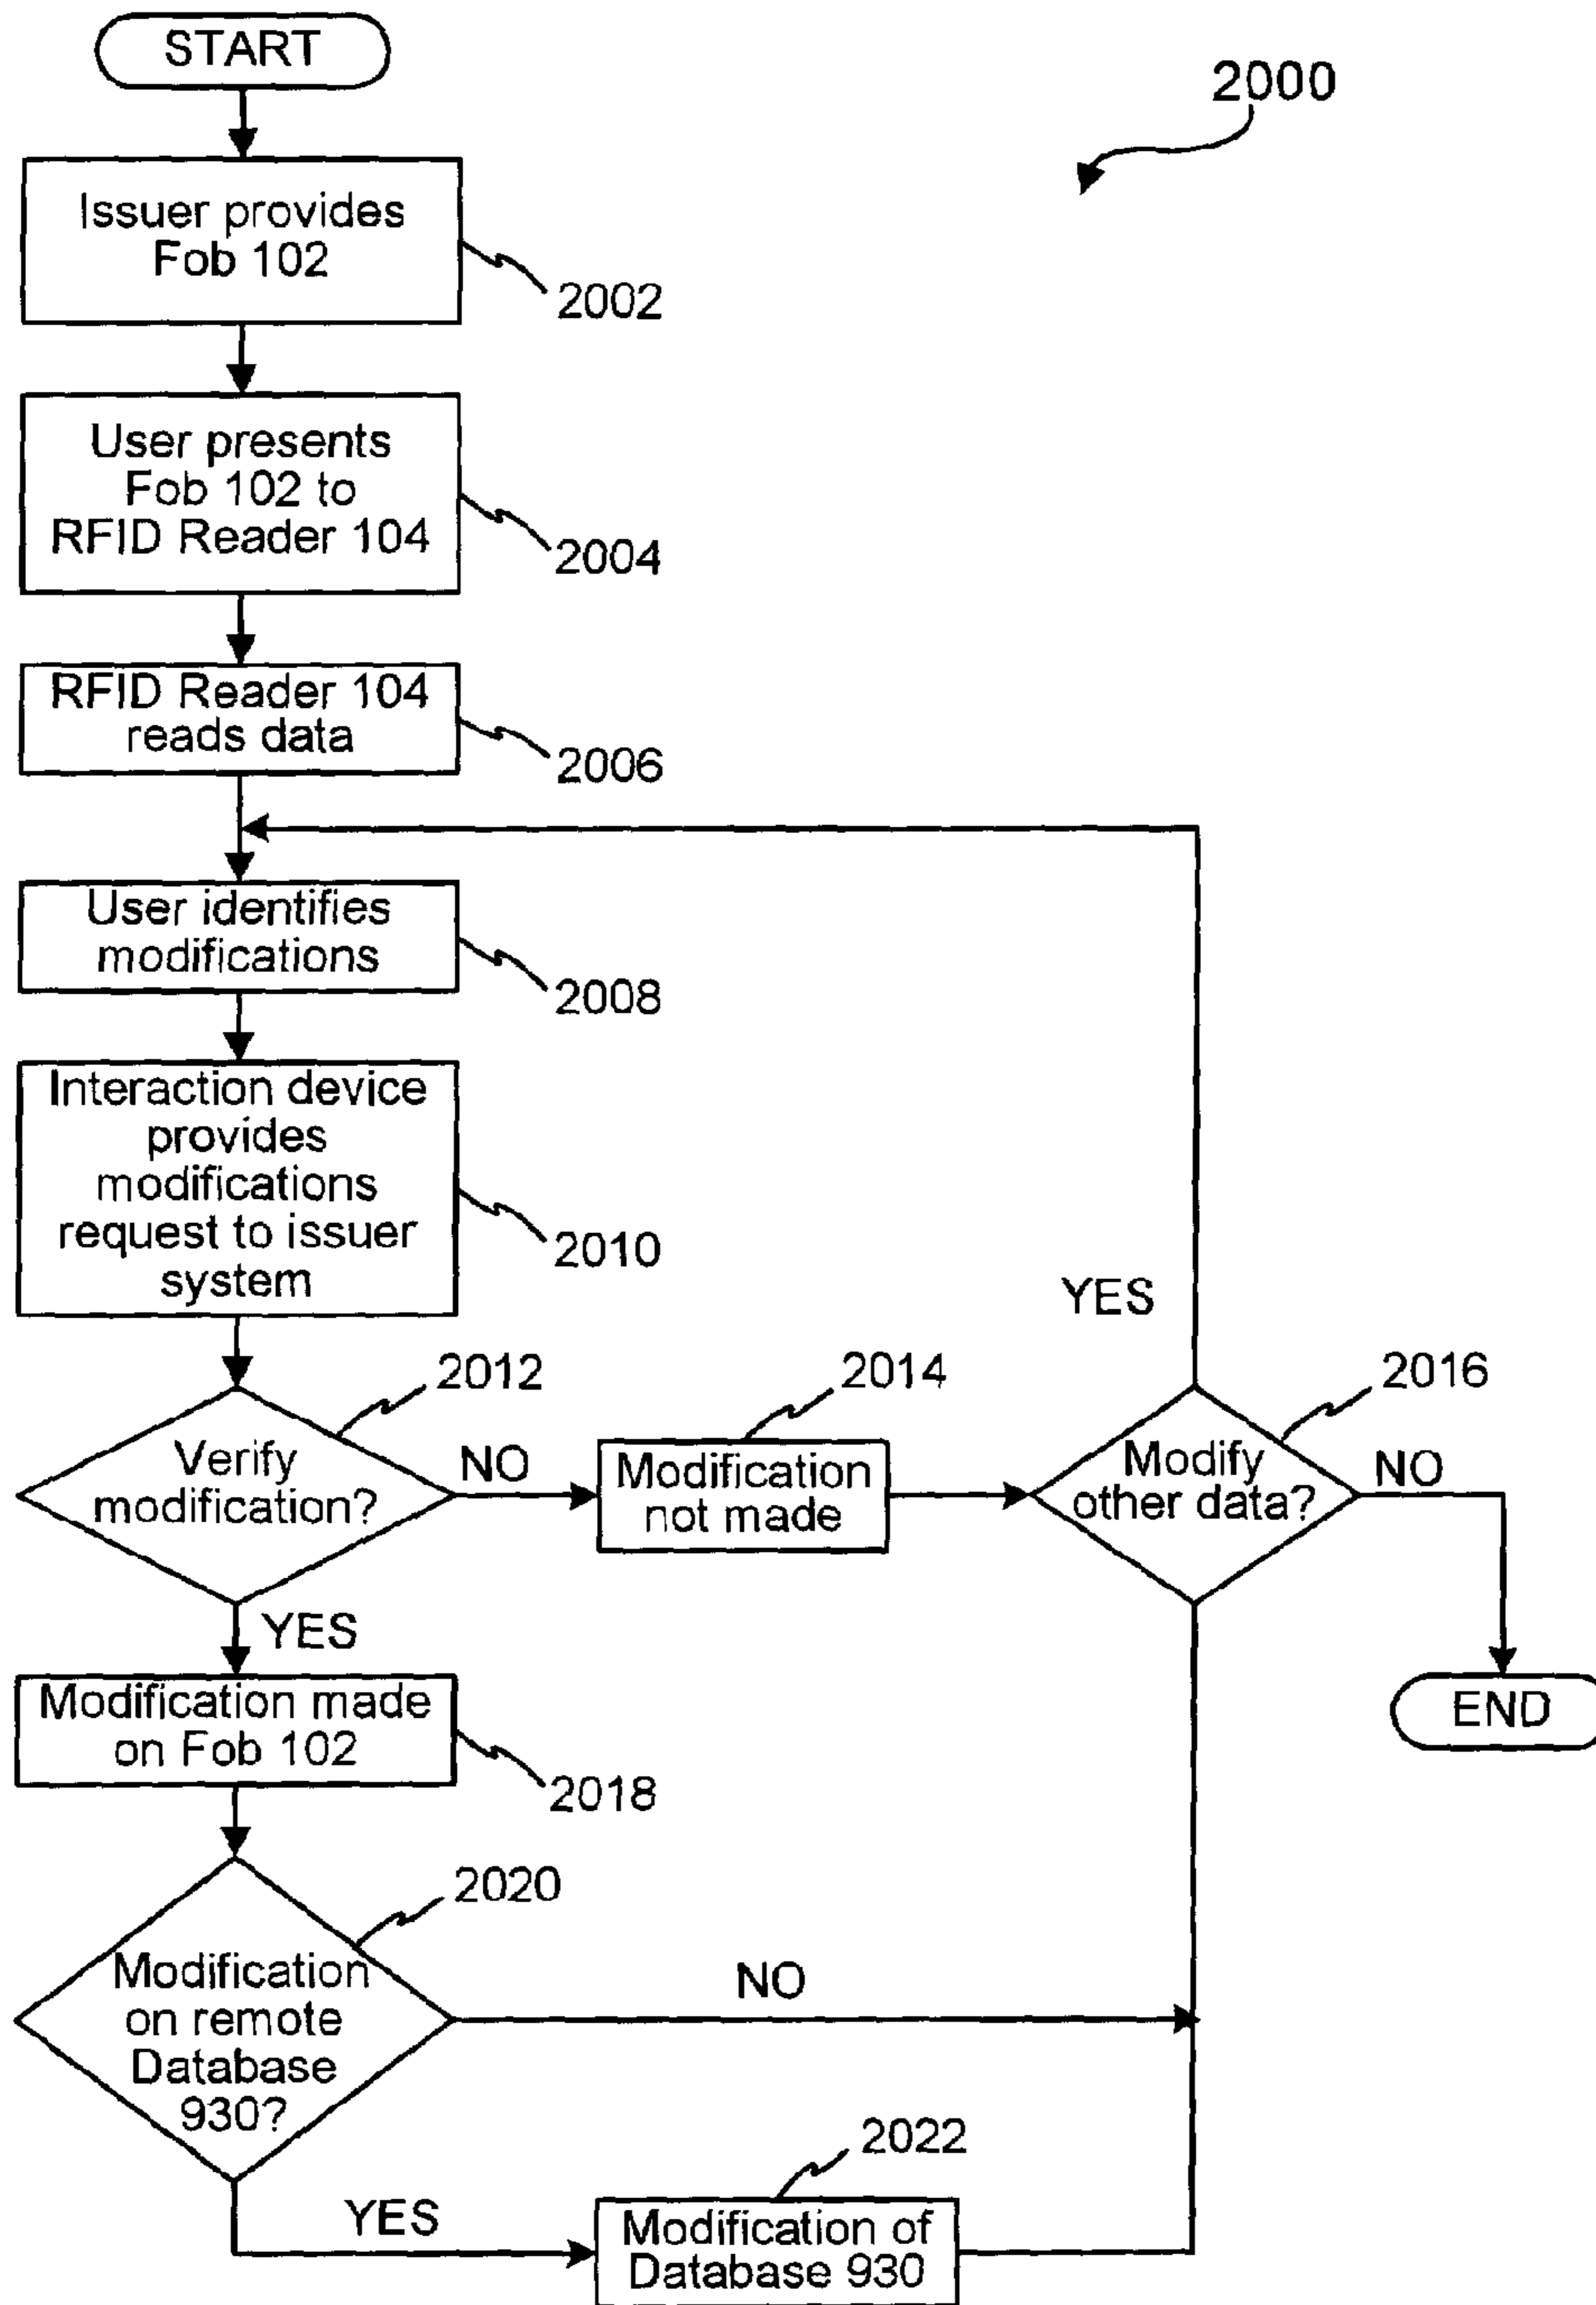 START
2000
Issuer provides
Fob 102
2002
User presents
Fob 102 to
RFID Reader 104
2004
RFID Reader 104
reads data
2006
User identifies
modifications
2008
Interaction device
provides
modifications
request to issuer
system
2010
YES
2012
2014
2016
Verify
modification?
NO
Modification
not made
Modify
other data?
NO
YES
Modification made
on Fob 102
2018
END
2020
Modification
on remote
Database
930?
NO
2022
YES
Modification of
Database 930